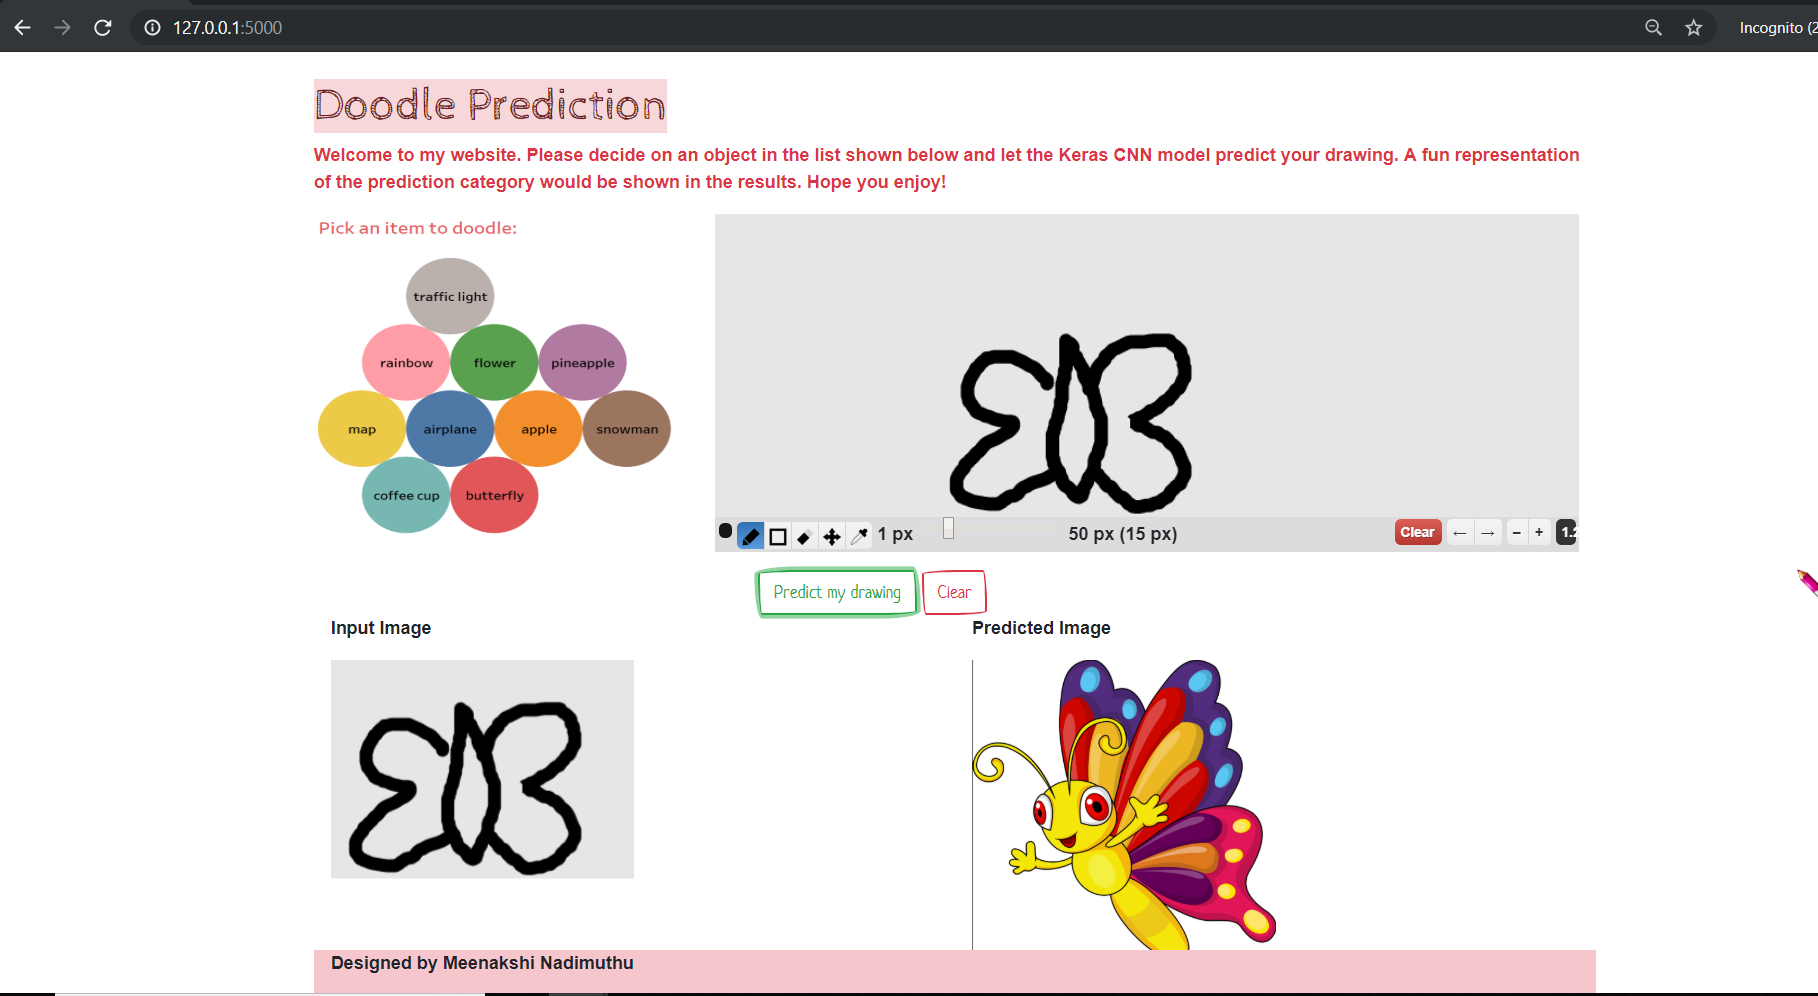 127.0.0.1:5000
Incognito (2
Doodle Prediction
Welcome to my website. Please decide on an object in the list shown below and let the Keras CNN model predict your drawing. A fun representation
of the prediction category would be shown in the results. Hope you enjoy!
Pick an item to doodle:
traffic light
rainbow flower pineapple
map airplane apple snowman
coffee cup butterfly
1 px 50 px (15 px) Clear ← → − + 1.2
Predict my drawing Clear
Input Image Predicted Image
Designed by Meenakshi Nadimuthu